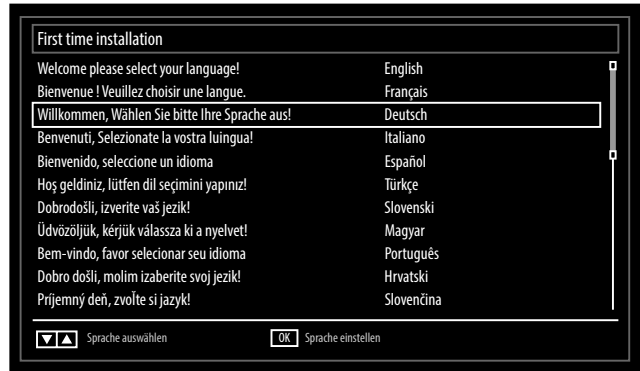 First time installation
Welcome please select your language! English
Bienvenue ! Veuillez choisir une langue. Français
Willkommen, Wählen Sie bitte Ihre Sprache aus! Deutsch
Benvenuti, Selezionate la vostra luingua! Italiano
Bienvenido, seleccione un idioma Español
Hoş geldiniz, lütfen dil seçimini yapınız! Türkçe
Dobrodošli, izverite vaš jezik! Slovenski
Üdvözöljük, kérjük válassza ki a nyelvet! Magyar
Bem-vindo, favor selecionar seu idioma Português
Dobro došli, molim izaberite svoj jezik! Hrvatski
Príjemný deň, zvoľte si jazyk! Slovenčina
Sprache auswählen OK Sprache einstellen